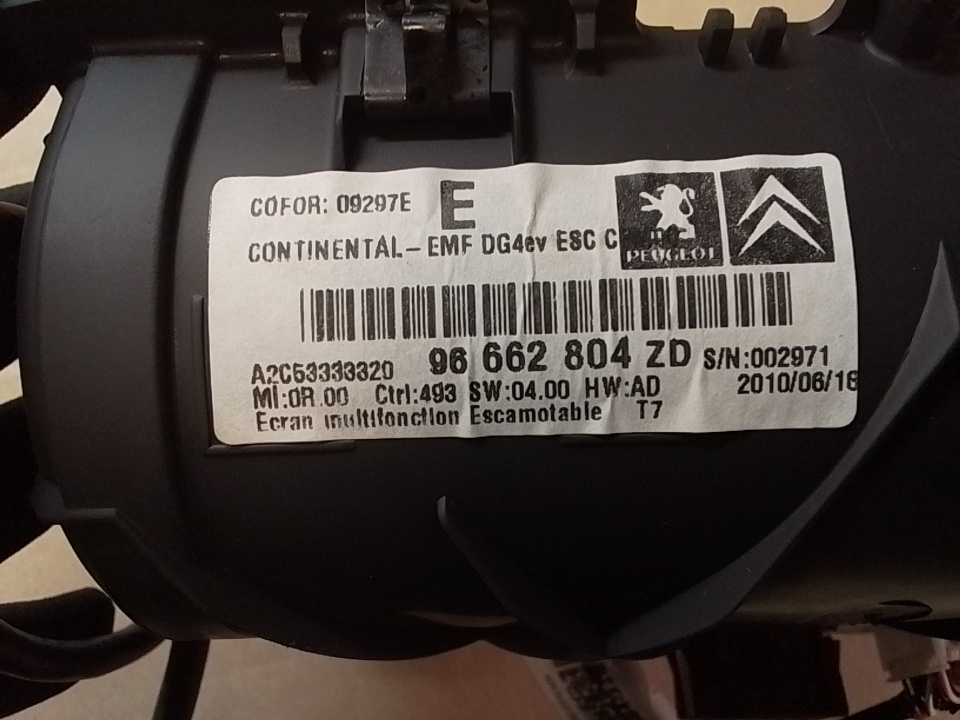 COFOR: 09297E E
CONTINENTAL- EMF DG4ev ESC C
PEUGEOT
96 662 804 ZD S/N:002971
A2C53333320
MI:0R.00 Ctrl:493 SW:04.00 HW:AD 2010/06/16
Ecran multifonction Escamotable T7